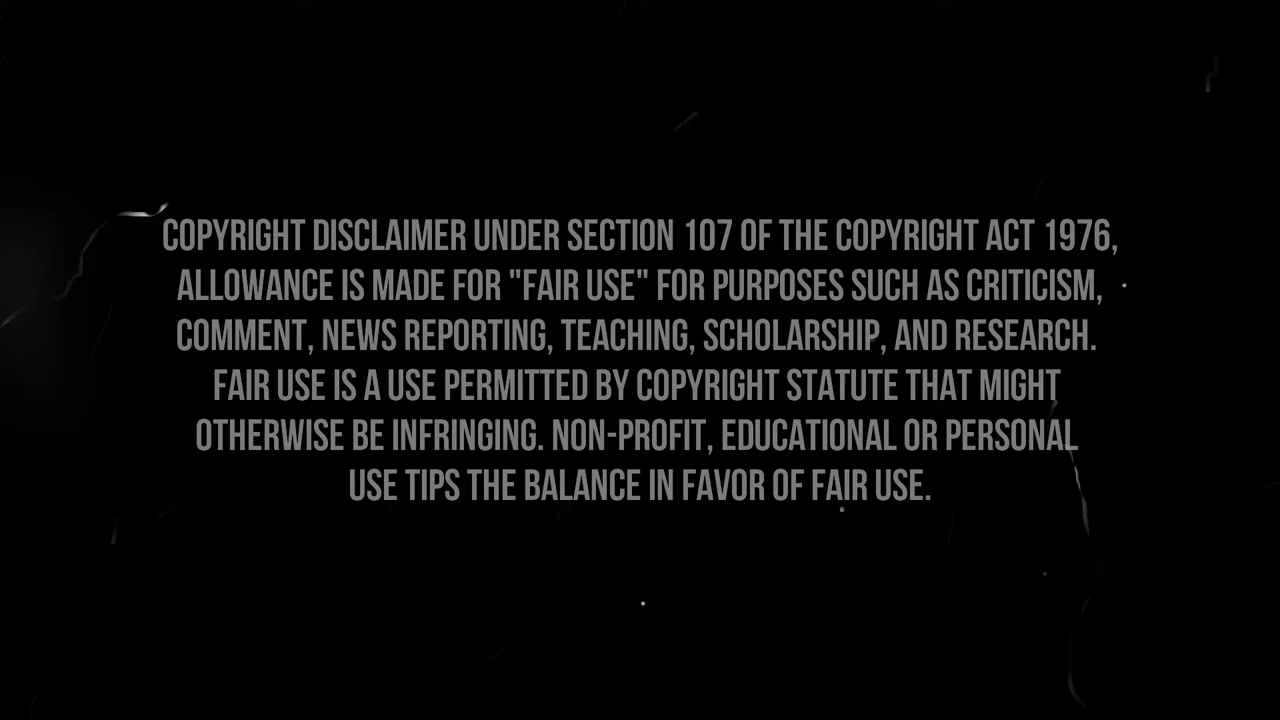 COPYRIGHT DISCLAIMER UNDER SECTION 107 OF THE COPYRIGHT ACT 1976,
ALLOWANCE IS MADE FOR "FAIR USE" FOR PURPOSES SUCH AS CRITICISM,
COMMENT, NEWS REPORTING, TEACHING, SCHOLARSHIP, AND RESEARCH.
FAIR USE IS A USE PERMITTED BY COPYRIGHT STATUTE THAT MIGHT
OTHERWISE BE INFRINGING. NON-PROFIT, EDUCATIONAL OR PERSONAL
USE TIPS THE BALANCE IN FAVOR OF FAIR USE.